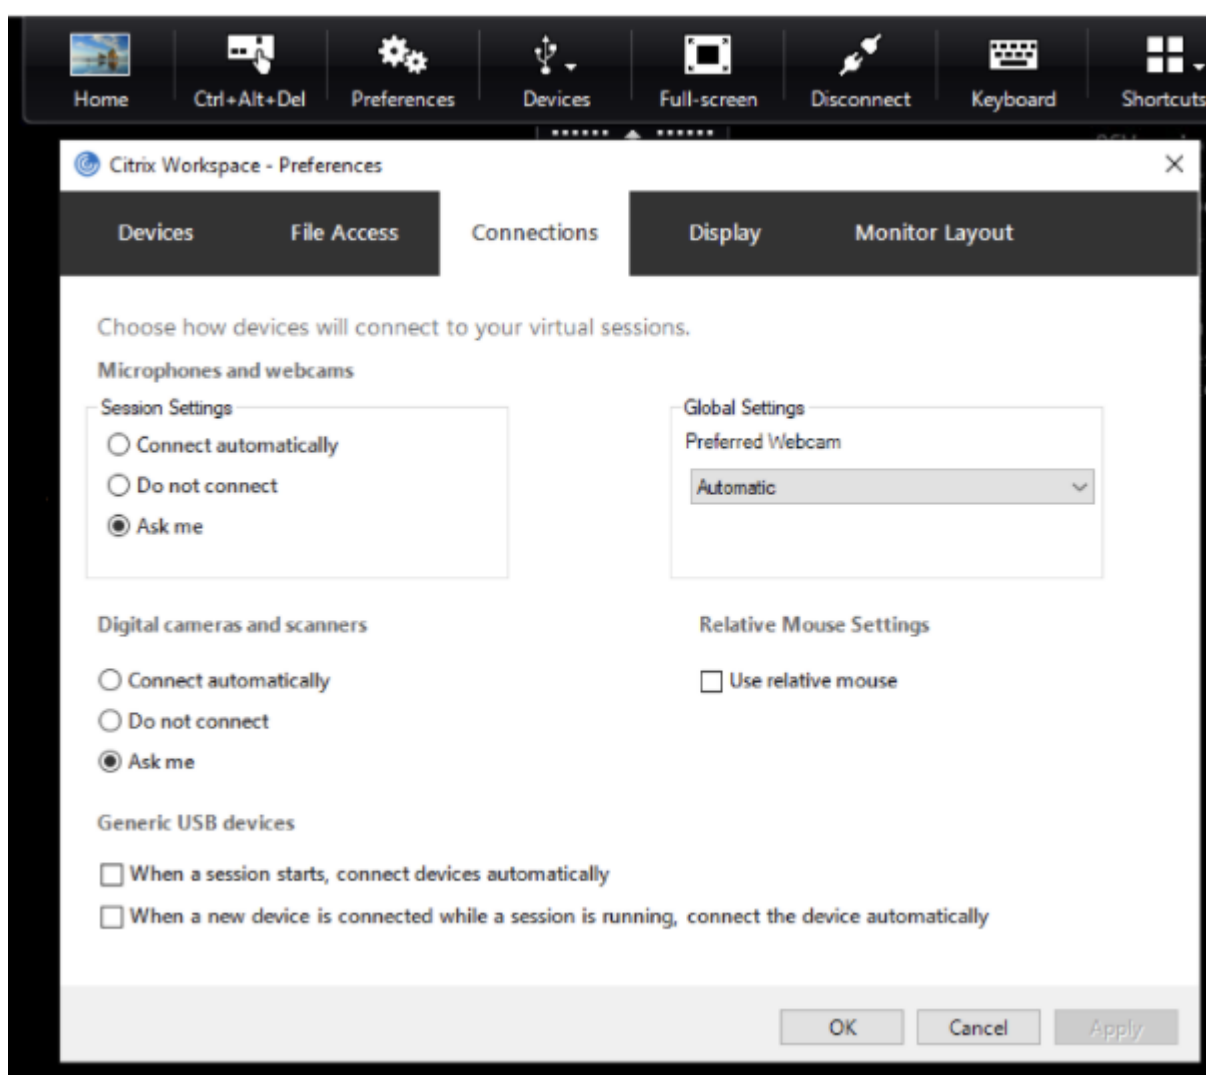 Home Ctrl+Alt+Del Preferences Devices Full-screen Disconnect Keyboard Shortcuts
Citrix Workspace - Preferences
Devices File Access Connections Display Monitor Layout
Choose how devices will connect to your virtual sessions.
Microphones and webcams
Session Settings
Connect automatically
Do not connect
Ask me
Global Settings
Preferred Webcam
Automatic
Digital cameras and scanners
Connect automatically
Do not connect
Ask me
Relative Mouse Settings
Use relative mouse
Generic USB devices
When a session starts, connect devices automatically
When a new device is connected while a session is running, connect the device automatically
OK Cancel Apply